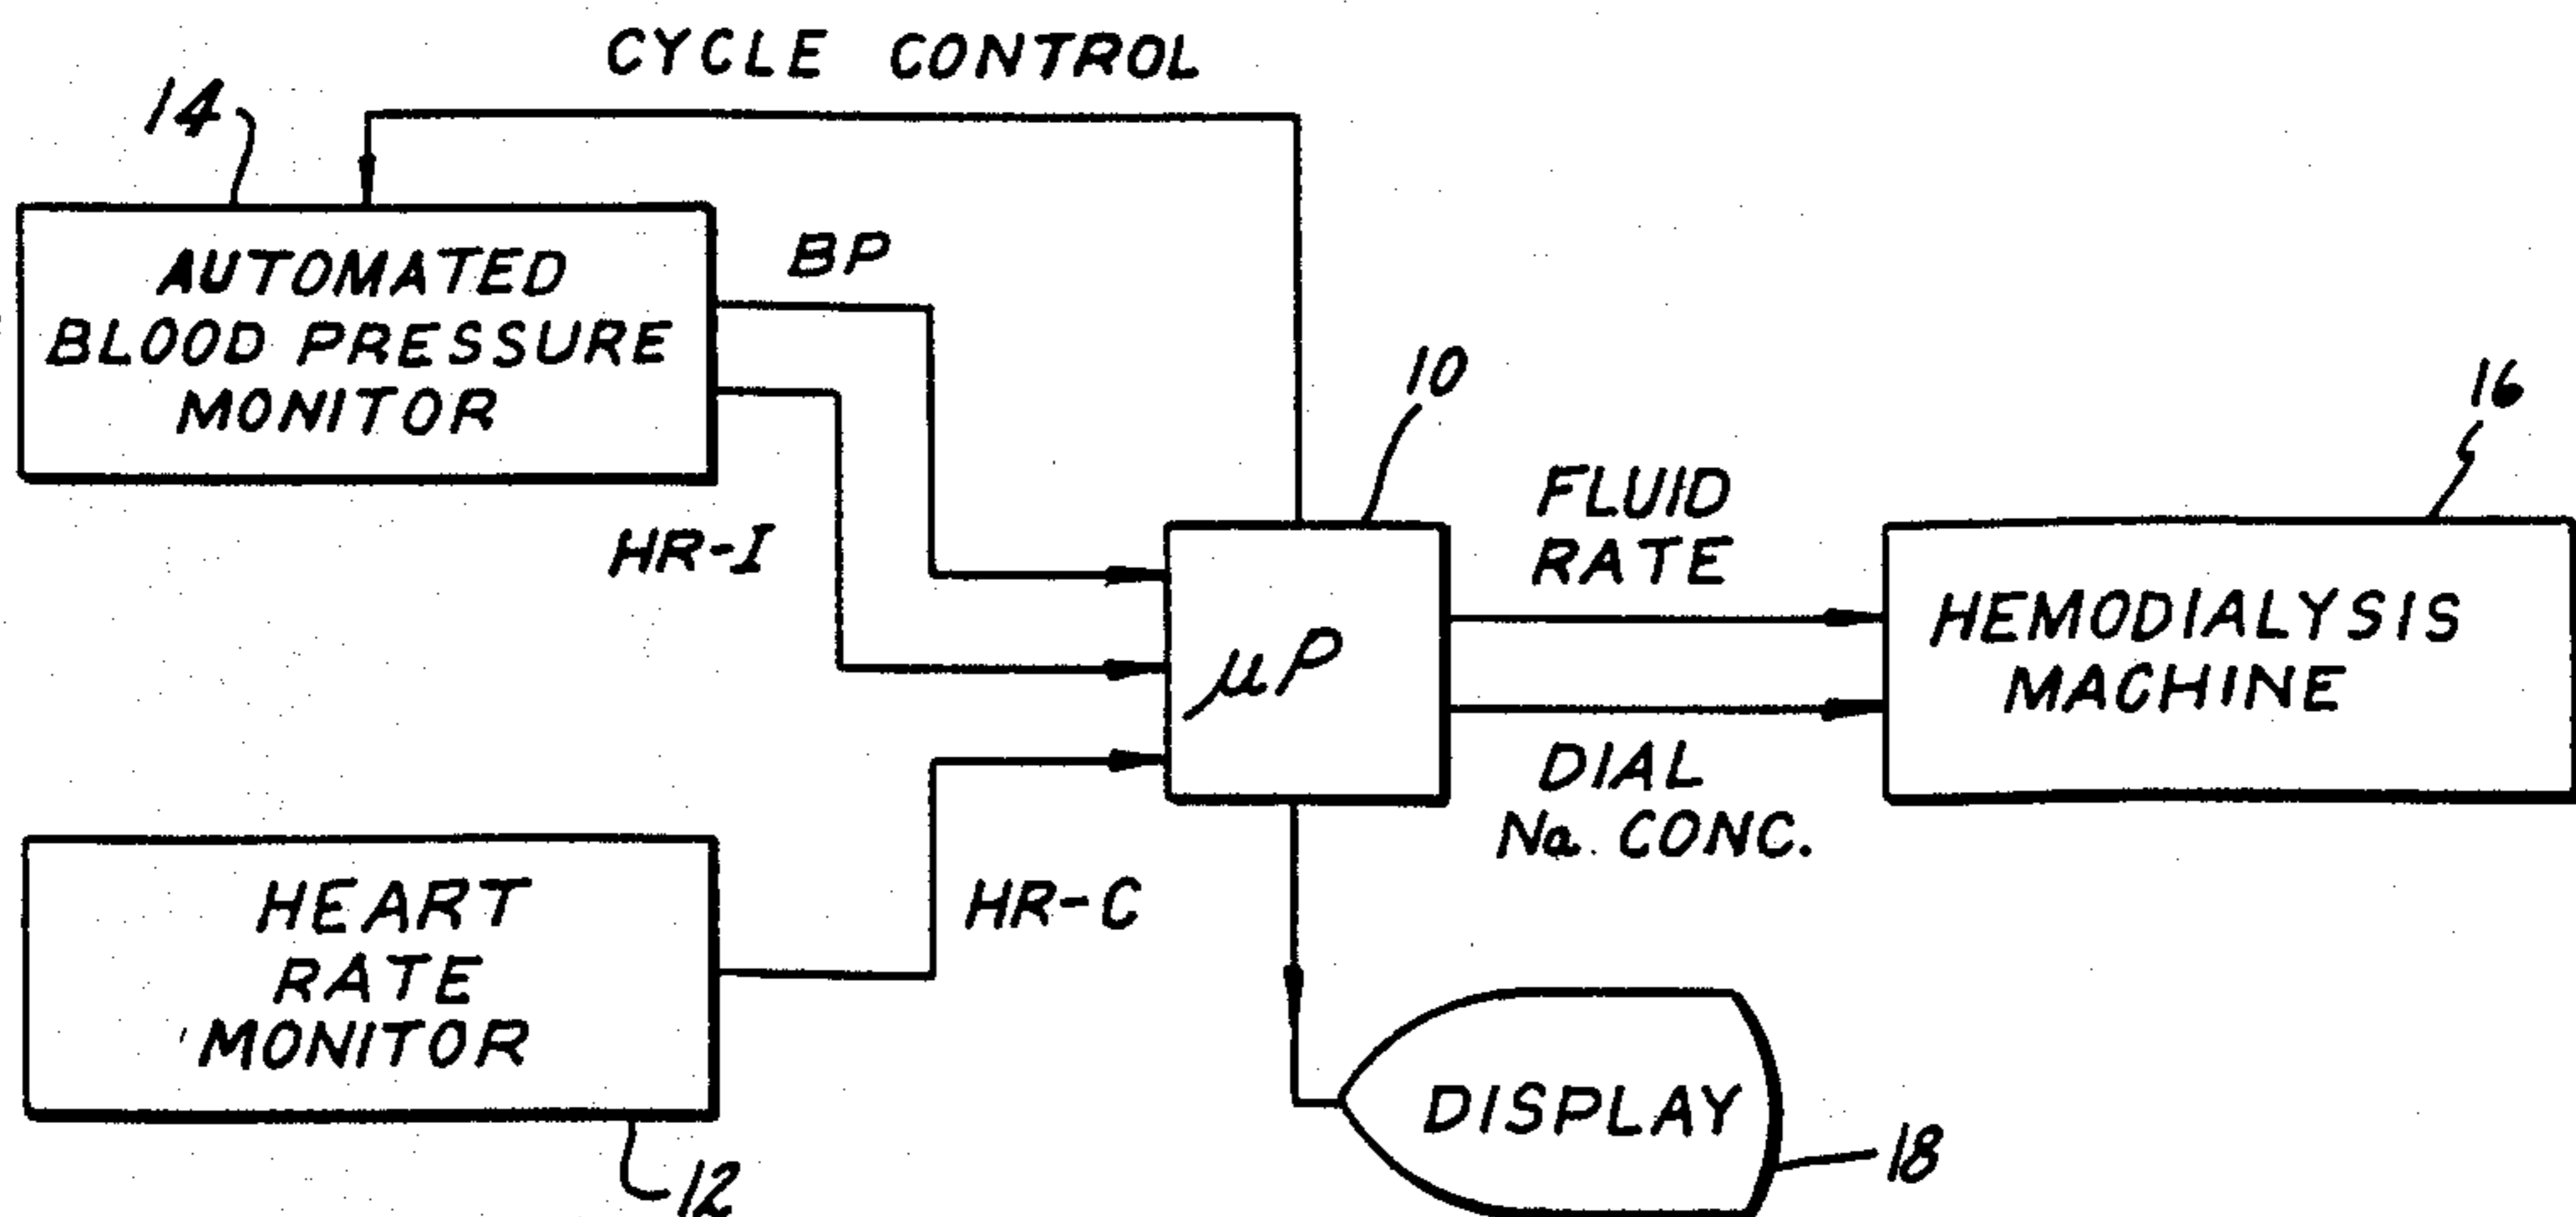 CYCLE CONTROL
14
AUTOMATED
BLOOD PRESSURE
MONITOR
BP
HR-I
10
µP
FLUID
RATE
DIAL
Na. CONC.
16
HEMODIALYSIS
MACHINE
HEART
RATE
MONITOR
12
HR-C
DISPLAY
18